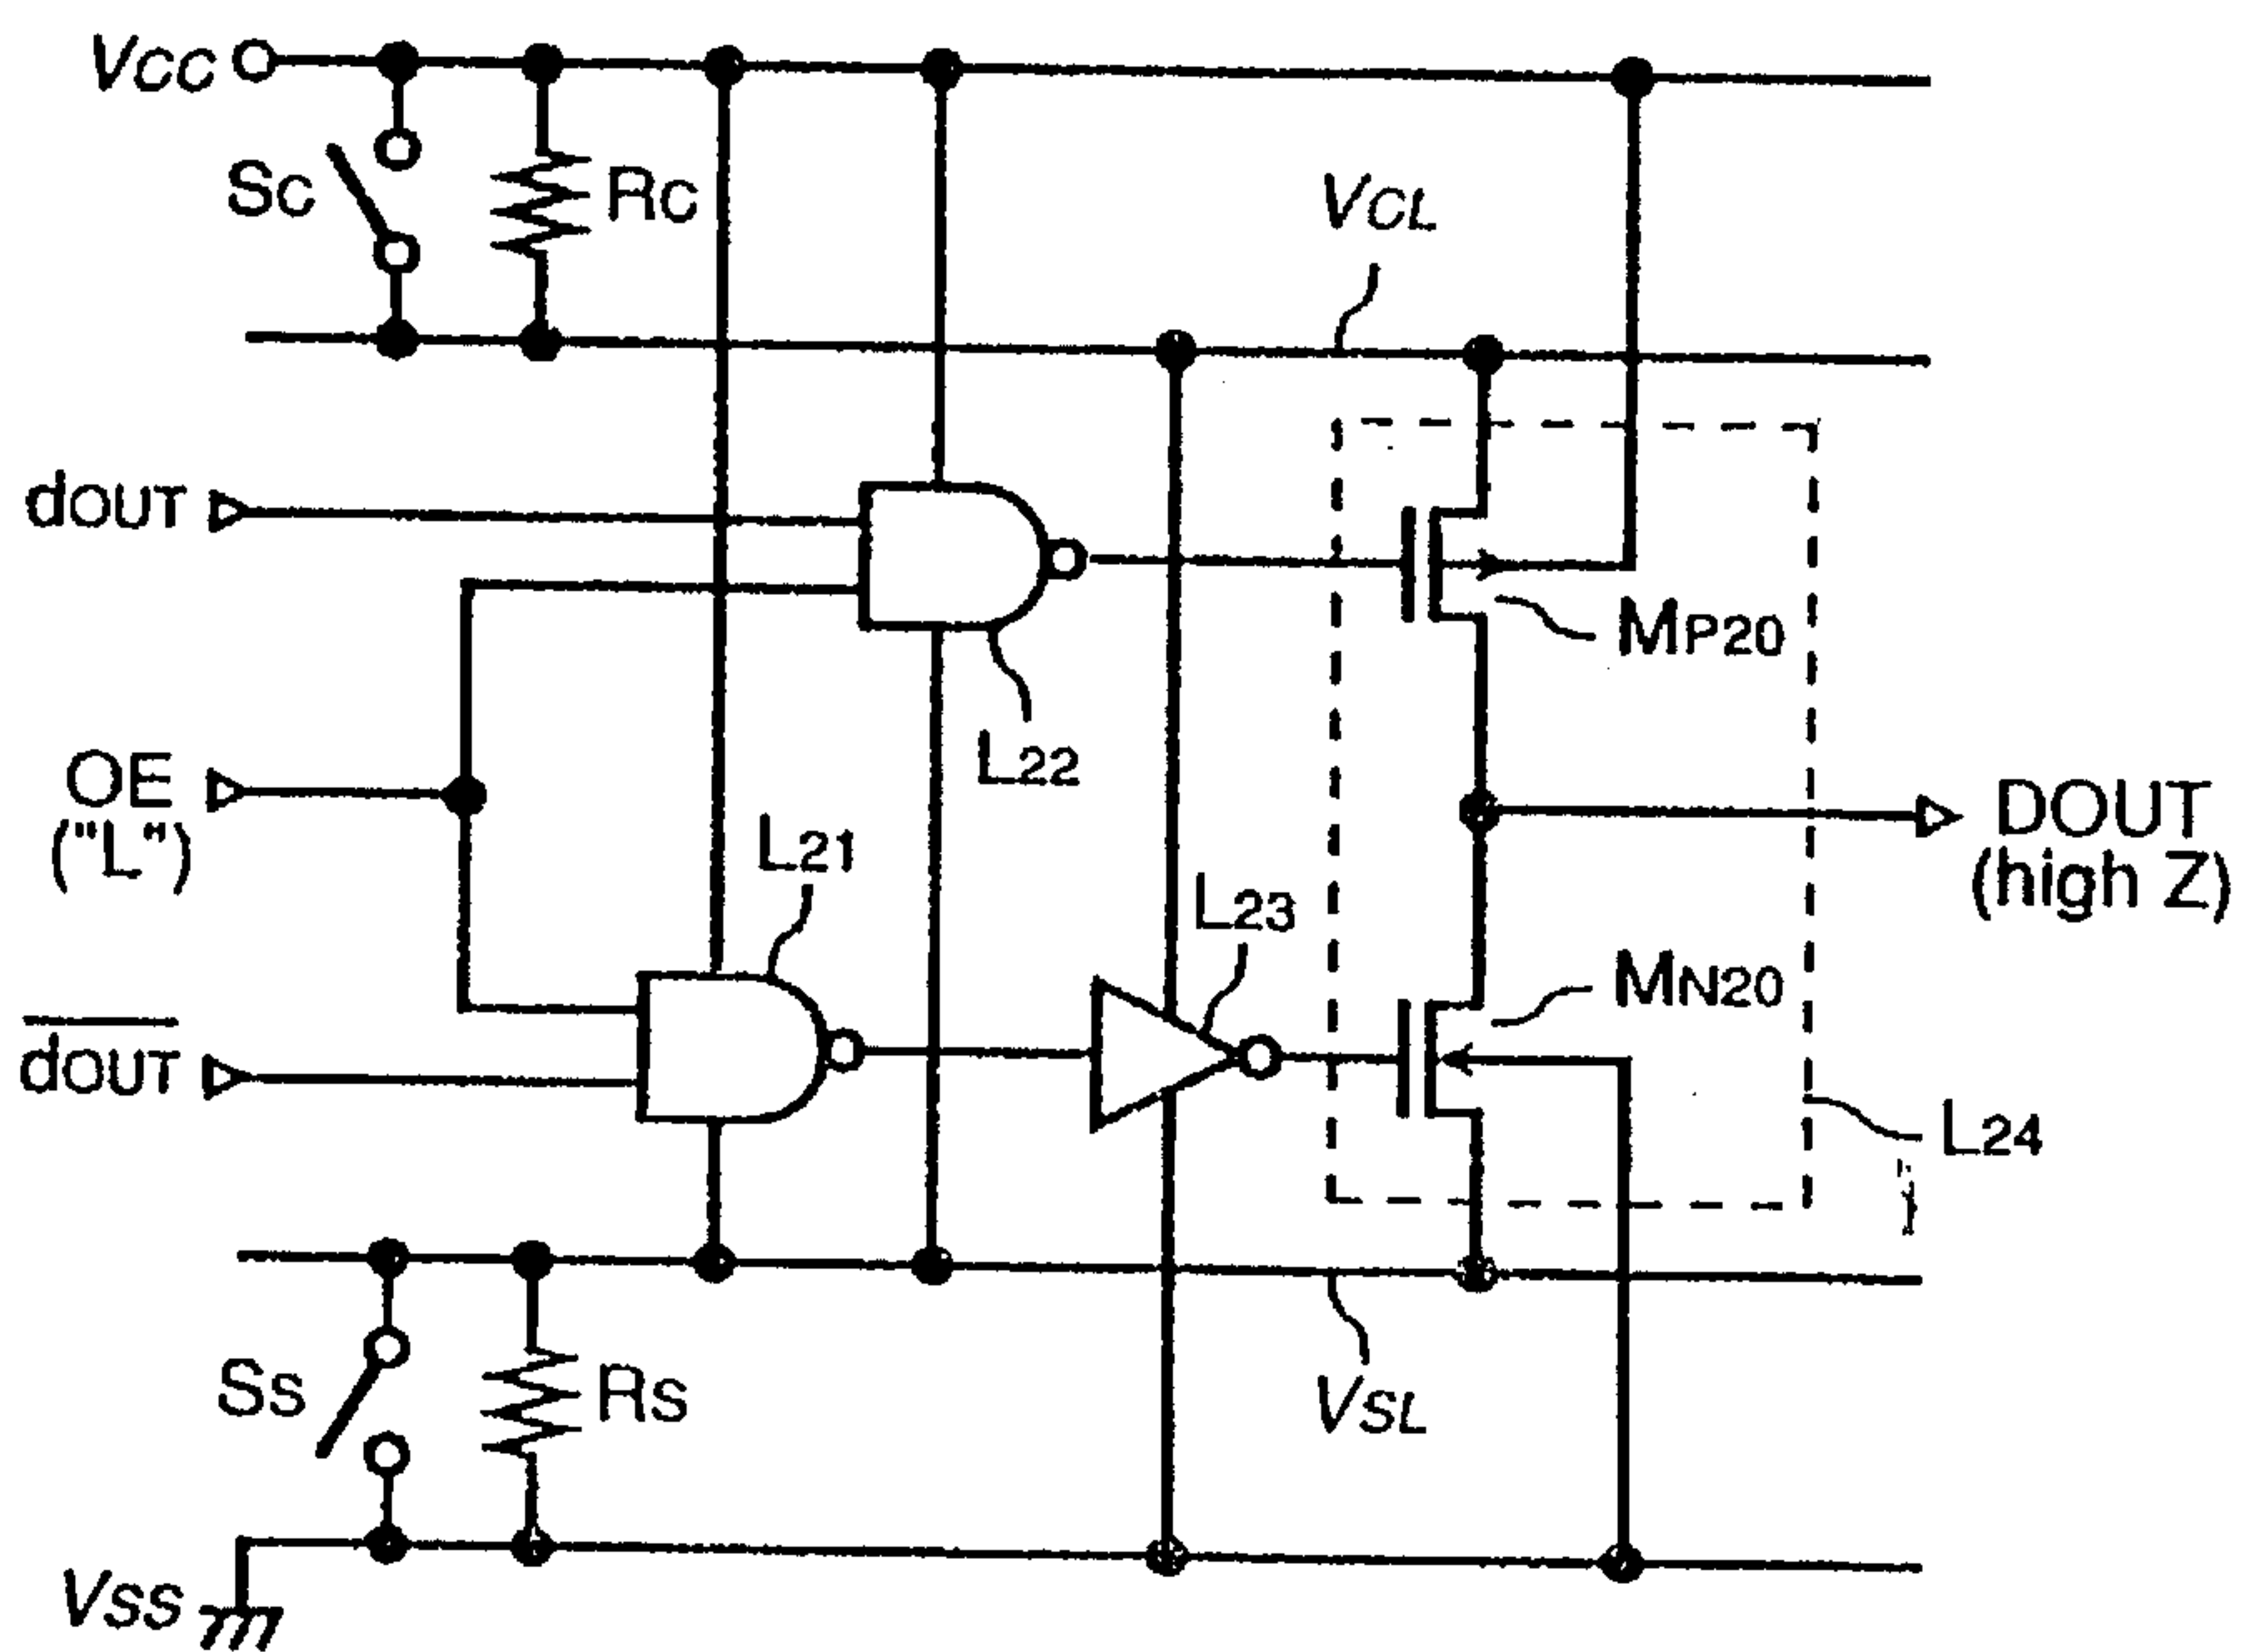 VCC
SC
RC
VCL
dOUT
MP20
L22
OE
("L")
L21
DOUT
(high Z)
L23
MN20
dOUT
L24
SS
RS
VSL
VSS